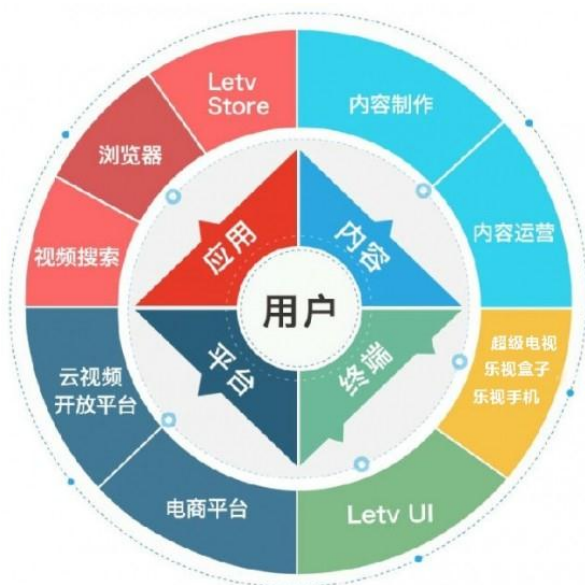 Letv
Store
内容制作
浏览器
内容运营
视频搜索
应用
内容
用户
平台
终端
超级电视
乐视盒子
乐视手机
云视频
开放平台
电商平台
Letv UI